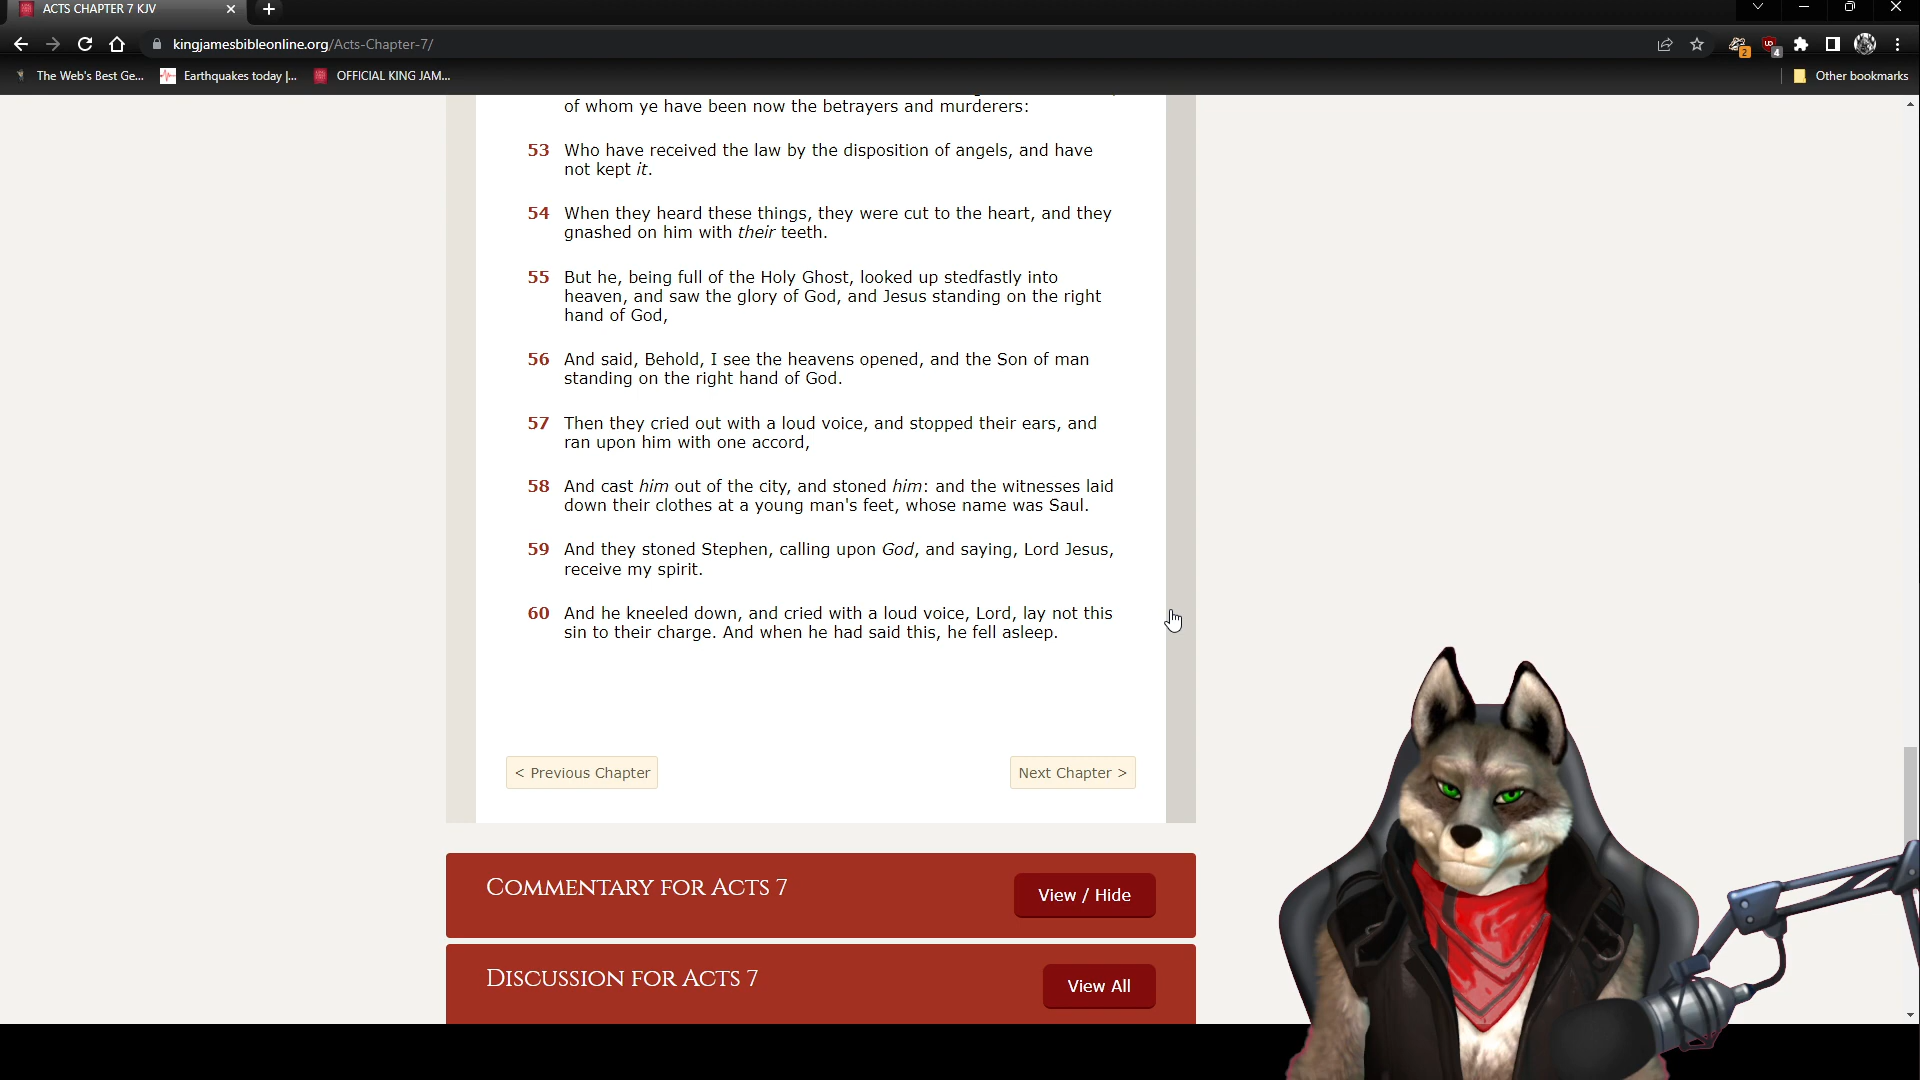 ACTS CHAPTER 7 KJV
kingjamesbibleonline.org/Acts-Chapter-7/
2
UD
4
The Web's Best Ge...
Earthquakes today |...
OFFICIAL KING JAM...
Other bookmarks
of whom ye have been now the betrayers and murderers:
53 Who have received the law by the disposition of angels, and have
not kept it.
54 When they heard these things, they were cut to the heart, and they
gnashed on him with their teeth.
55 But he, being full of the Holy Ghost, looked up stedfastly into
heaven, and saw the glory of God, and Jesus standing on the right
hand of God,
56 And said, Behold, I see the heavens opened, and the Son of man
standing on the right hand of God.
57 Then they cried out with a loud voice, and stopped their ears, and
ran upon him with one accord,
58 And cast him out of the city, and stoned him: and the witnesses laid
down their clothes at a young man's feet, whose name was Saul.
59 And they stoned Stephen, calling upon God, and saying, Lord Jesus,
receive my spirit.
60 And he kneeled down, and cried with a loud voice, Lord, lay not this
sin to their charge. And when he had said this, he fell asleep.
< Previous Chapter
Next Chapter >
COMMENTARY FOR ACTS 7
View / Hide
DISCUSSION FOR ACTS 7
View All